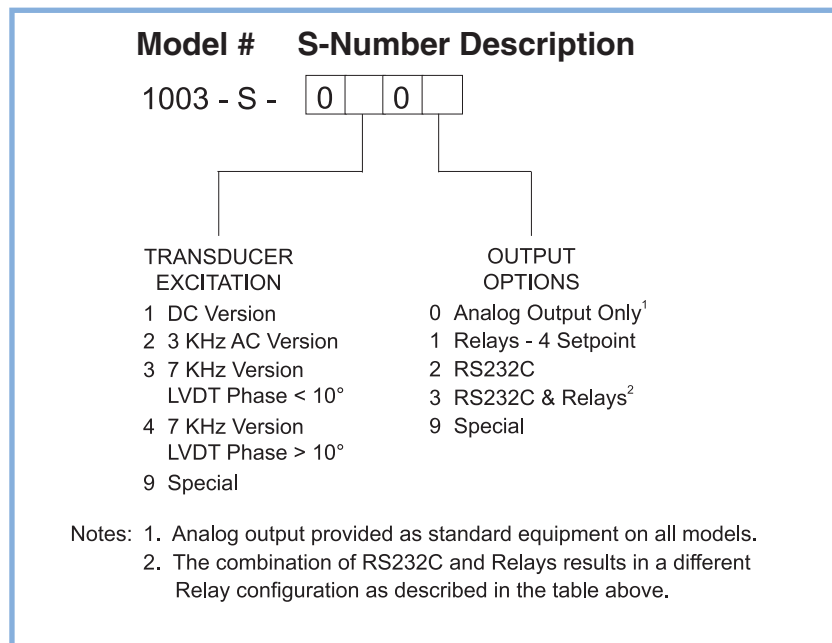 Model # S-Number Description
1003 - S - 0 0
TRANSDUCER
EXCITATION
1 DC Version
2 3 KHz AC Version
3 7 KHz Version
LVDT Phase < 10°
4 7 KHz Version
LVDT Phase > 10°
9 Special
OUTPUT
OPTIONS
0 Analog Output Only¹
1 Relays - 4 Setpoint
2 RS232C
3 RS232C & Relays²
9 Special
Notes: 1. Analog output provided as standard equipment on all models.
2. The combination of RS232C and Relays results in a different
Relay configuration as described in the table above.